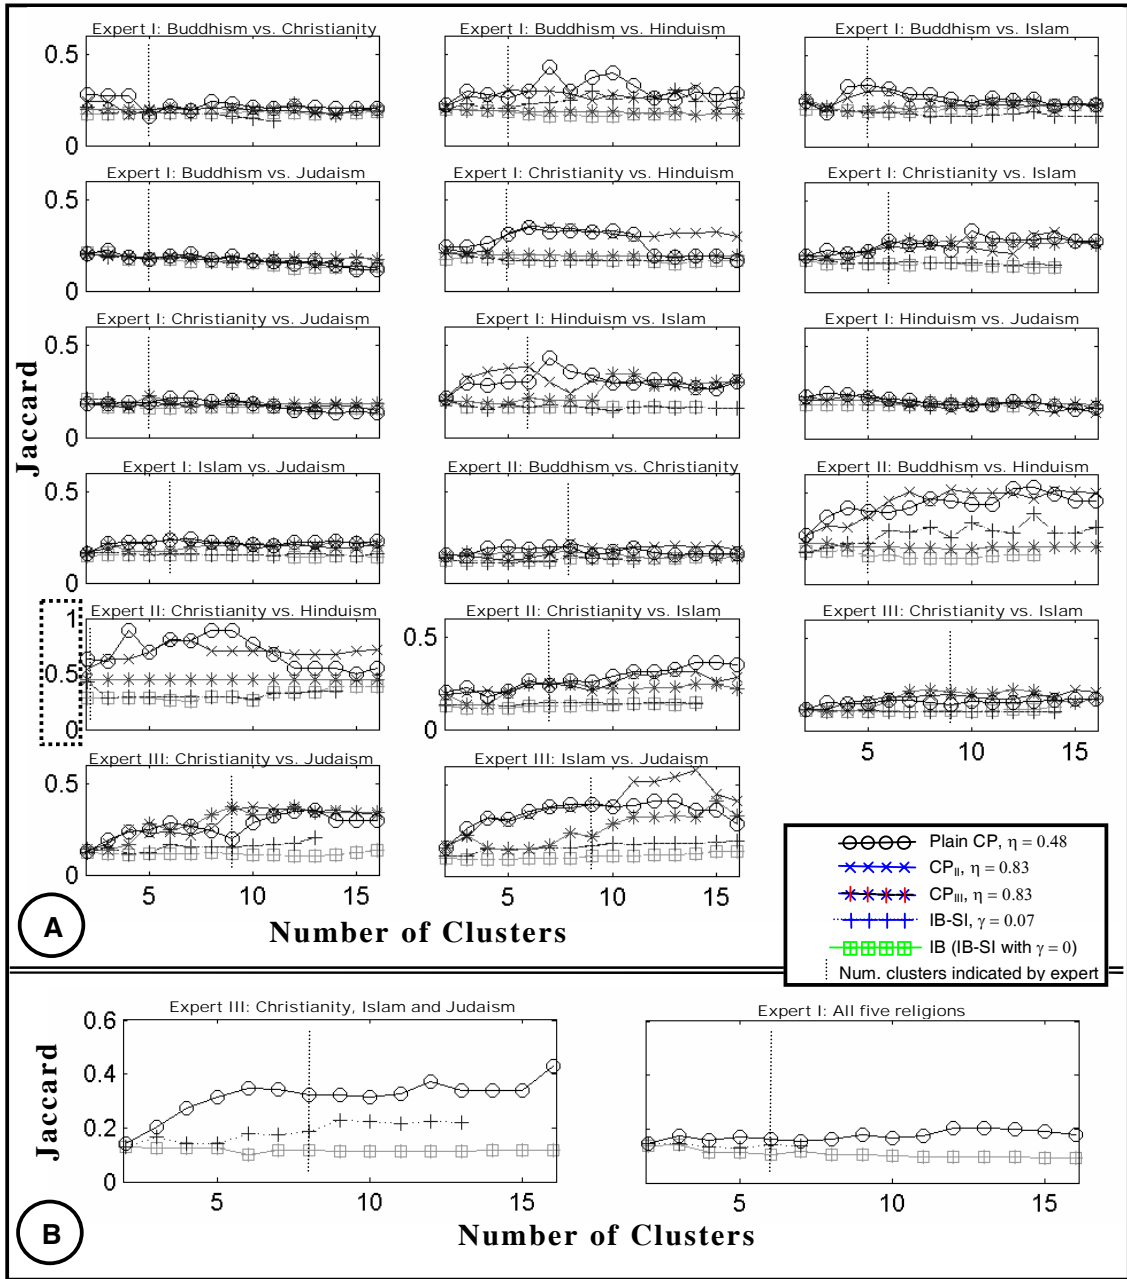 Expert I: Buddhism vs. Christianity
Expert I: Buddhism vs. Hinduism
Expert I: Buddhism vs. Islam
0.5
0
Expert I: Buddhism vs. Judaism
Expert I: Christianity vs. Hinduism
Expert I: Christianity vs. Islam
0.5
0
Expert I: Christianity vs. Judaism
Expert I: Hinduism vs. Islam
Expert I: Hinduism vs. Judaism
0.5
0
Jaccard
Expert I: Islam vs. Judaism
Expert II: Buddhism vs. Christianity
Expert II: Buddhism vs. Hinduism
0.5
0
5 10 15
Expert II: Christianity vs. Hinduism
Expert II: Christianity vs. Islam
Expert III: Christianity vs. Islam
1
0.5
0
0.5
0
5 10 15
Expert III: Christianity vs. Judaism
Expert III: Islam vs. Judaism
0.5
0
5 10 15
5 10 15
Number of Clusters
A
Plain CP, η = 0.48
CP_II, η = 0.83
CP_III, η = 0.83
IB-SI, γ = 0.07
IB (IB-SI with γ = 0)
Num. clusters indicated by expert
Expert III: Christianity, Islam and Judaism
Expert I: All five religions
0.6
0.4
0.2
0
Jaccard
5 10 15
5 10 15
Number of Clusters
B